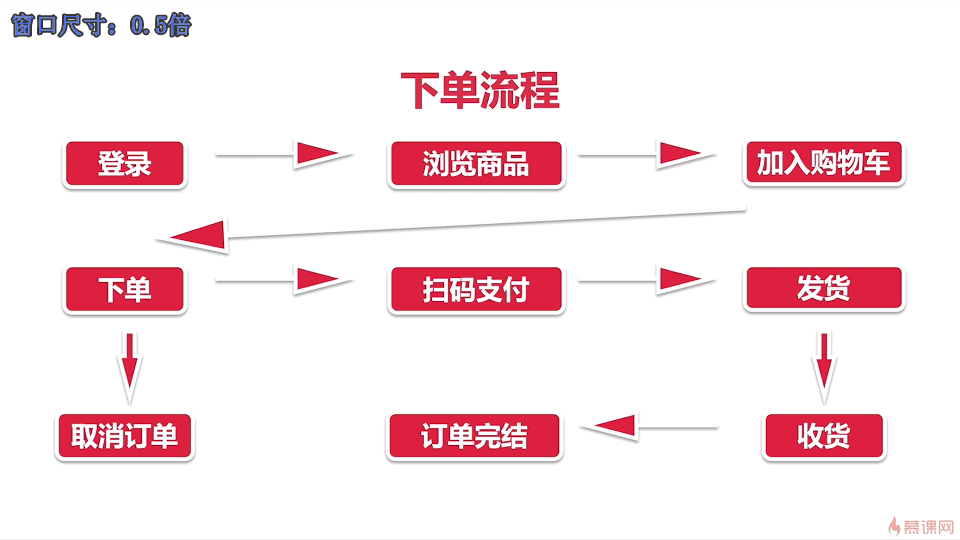 窗口尺寸：0.5倍
下单流程
登录
浏览商品
加入购物车
下单
扫码支付
发货
取消订单
订单完结
收货
慕课网